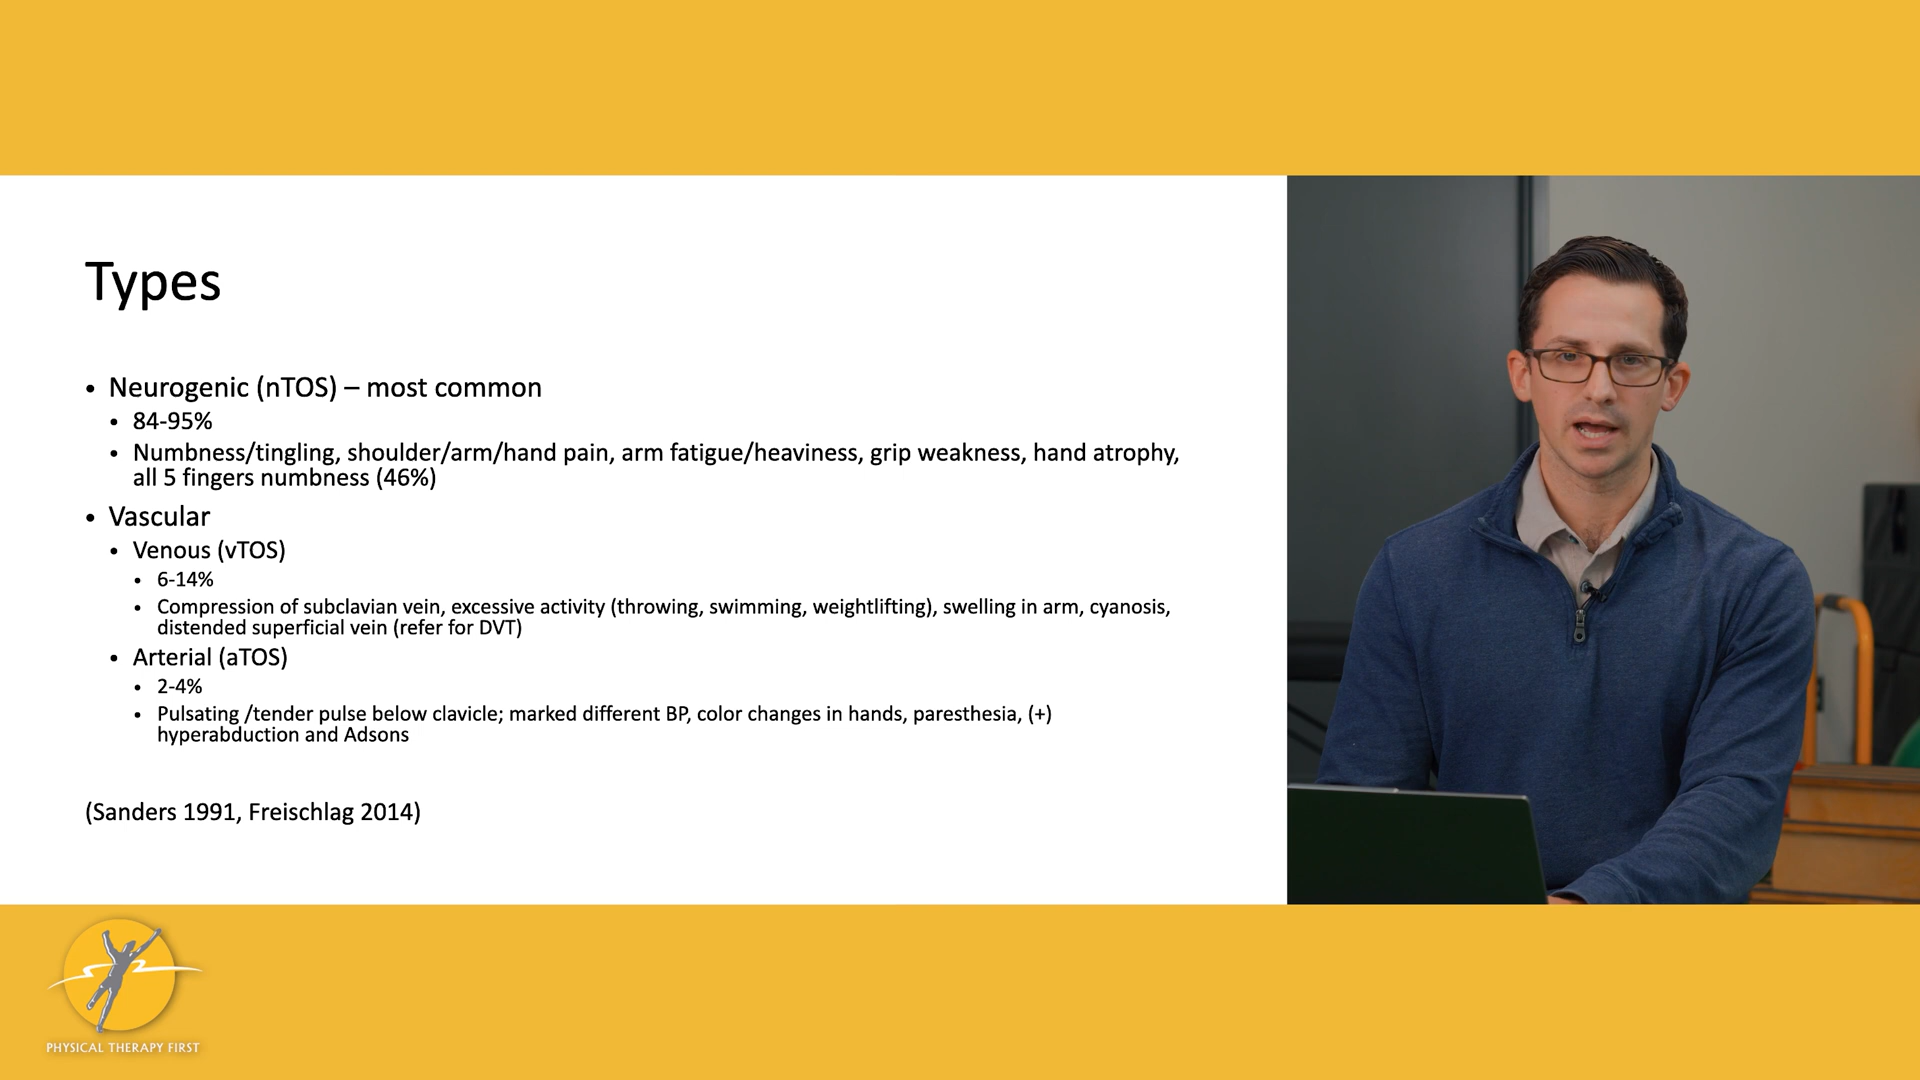 Types
• Neurogenic (nTOS) – most common
• 84-95%
• Numbness/tingling, shoulder/arm/hand pain, arm fatigue/heaviness, grip weakness, hand atrophy,
all 5 fingers numbness (46%)
• Vascular
• Venous (vTOS)
• 6-14%
• Compression of subclavian vein, excessive activity (throwing, swimming, weightlifting), swelling in arm, cyanosis,
distended superficial vein (refer for DVT)
• Arterial (aTOS)
• 2-4%
• Pulsating /tender pulse below clavicle; marked different BP, color changes in hands, paresthesia, (+)
hyperabduction and Adsons
(Sanders 1991, Freischlag 2014)
PHYSICAL THERAPY FIRST